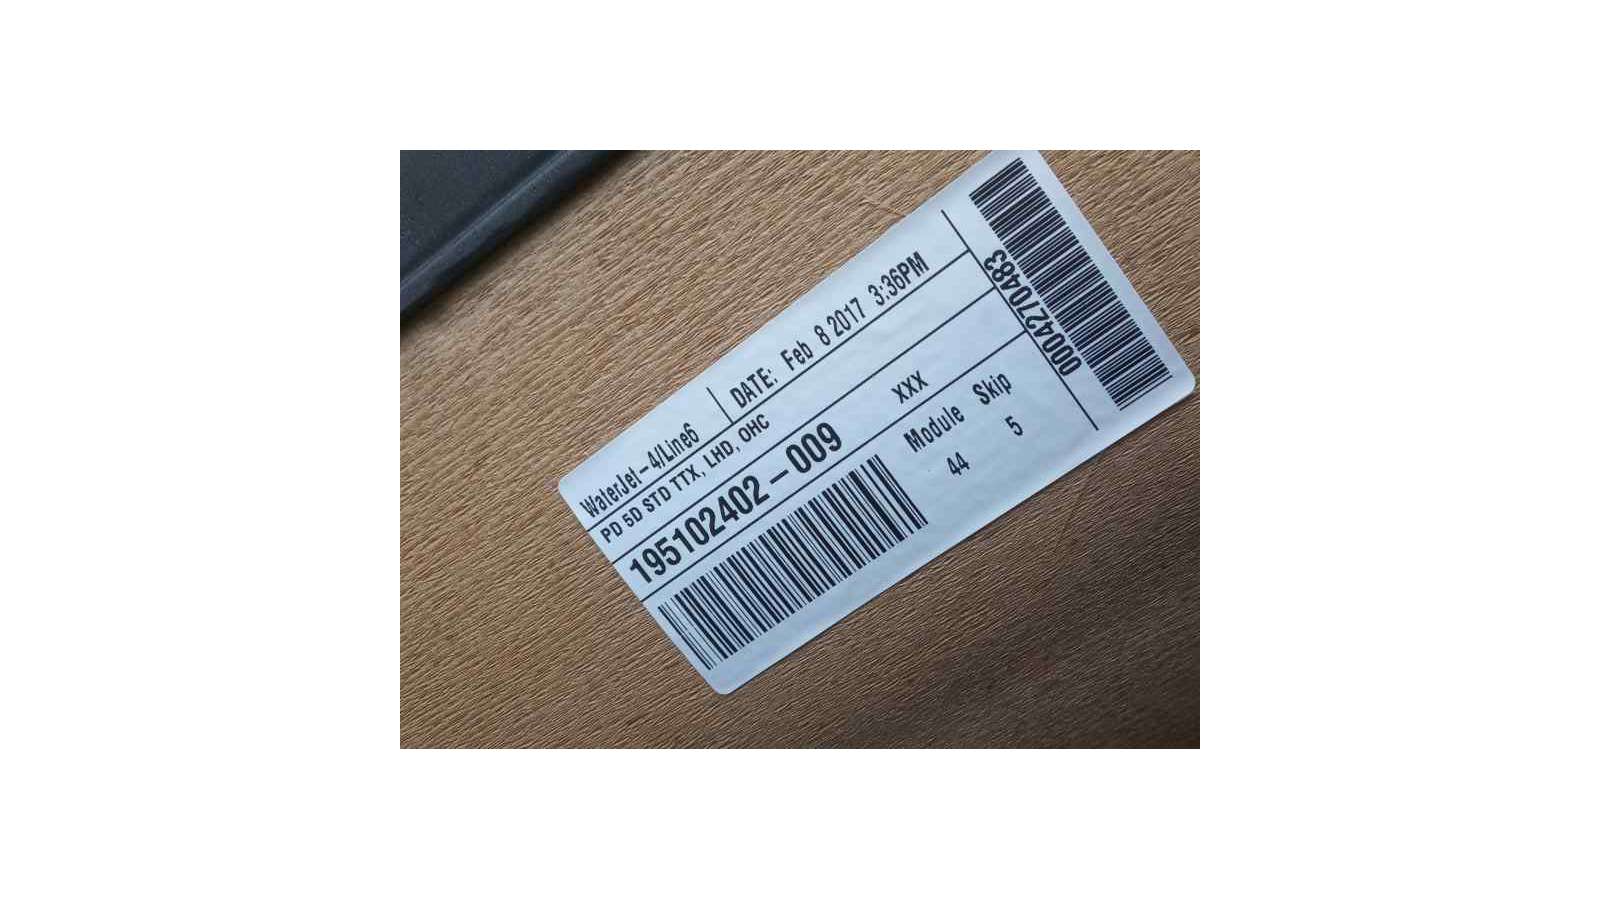 WaterJet-4/Line6
DATE: Feb 8 2017 3:36PM
PD 5D STD TTX, LHD, OHC
195102402-009
XXX
Module Skip
44 5
0004270483